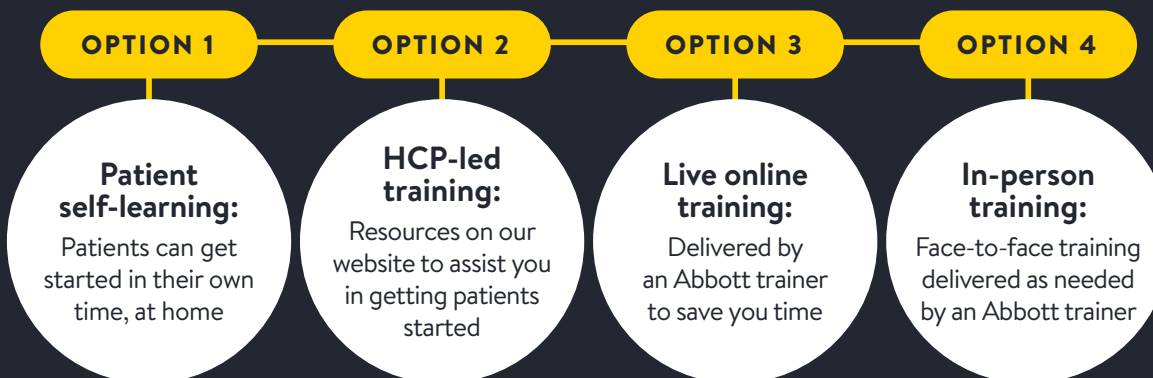 OPTION 1
OPTION 2
OPTION 3
OPTION 4
Patient
self-learning:
Patients can get
started in their own
time, at home
HCP-led
training:
Resources on our
website to assist you
in getting patients
started
Live online
training:
Delivered by
an Abbott trainer
to save you time
In-person
training:
Face-to-face training
delivered as needed
by an Abbott trainer